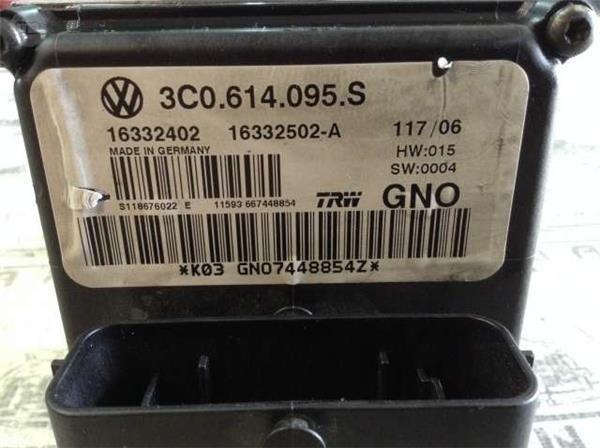 3C0.614.095.S
16332402 16332502-A 117/06
MADE IN GERMANY HW:015
SW:0004
S118676022 E 11593 667448854 TRW GNO
*K03 GNO7448854Z*